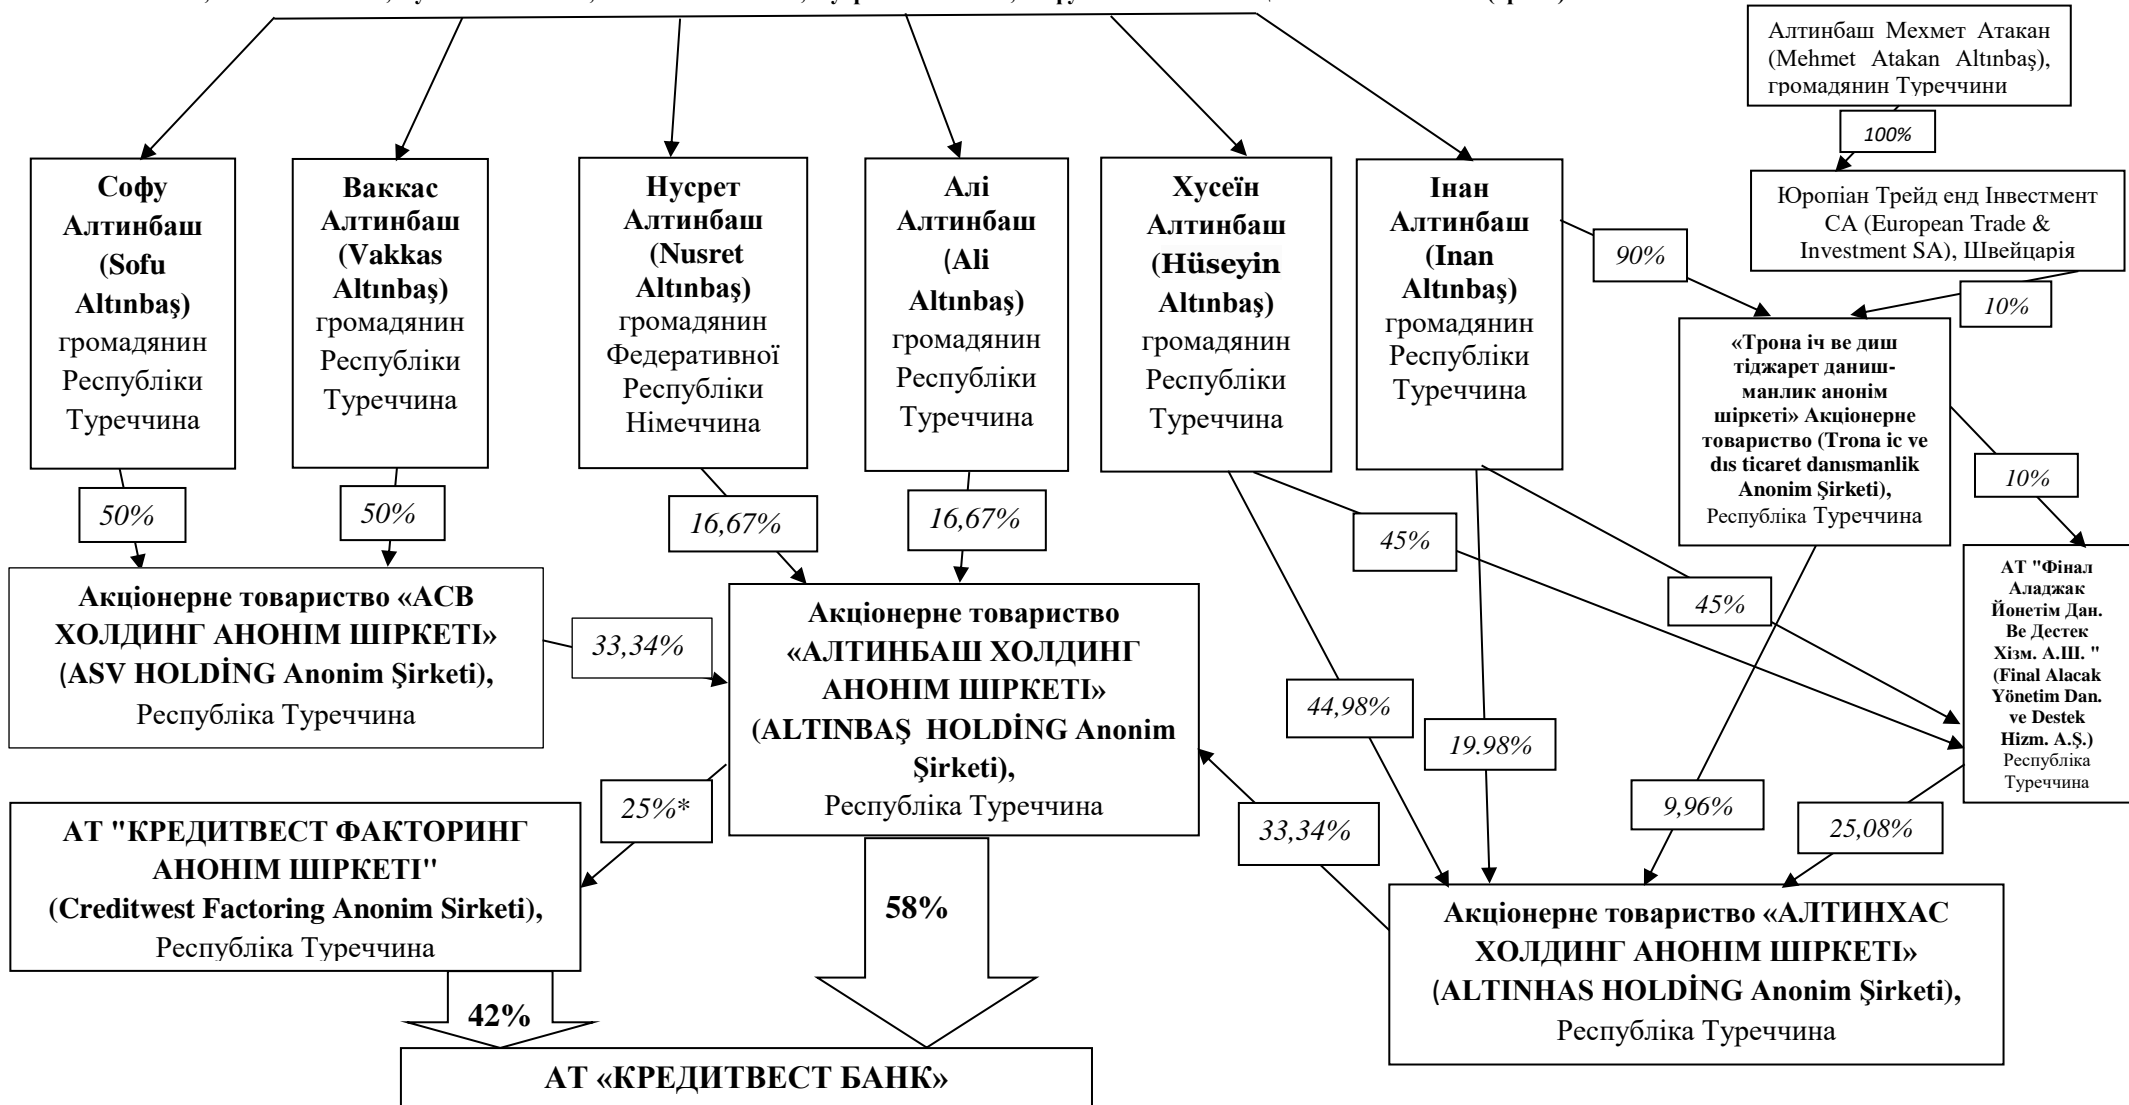 Алтинбаш Мехмет Атакан
(Mehmet Atakan Altınbaş),
громадянин Туреччини
100%
Софу
Алтинбаш
(Sofu
Altınbaş)
громадянин
Республіки
Туреччина
Ваккас
Алтинбаш
(Vakkas
Altınbaş)
громадянин
Республіки
Туреччина
Нусрет
Алтинбаш
(Nusret
Altınbaş)
громадянин
Федеративної
Республіки
Німеччина
Алі
Алтинбаш
(Ali
Altınbaş)
громадянин
Республіки
Туреччина
Хусеїн
Алтинбаш
(Hüseyin
Altınbaş)
громадянин
Республіки
Туреччина
Інан
Алтинбаш
(Inan
Altınbaş)
громадянин
Республіки
Туреччина
Юропіан Трейд енд Інвестмент
СА (European Trade &
Investment SA), Швейцарія
90%
10%
«Трона іч ве диш
тіджарет даниш-
манлик анонім
шіркеті» Акціонерне
товариство (Trona ic ve
dıs ticaret danısmanlik
Anonim Şirketi),
Республіка Туреччина
50%
50%
16,67%
16,67%
45%
10%
45%
АТ "Фінал
Аладжак
Йонетім Дан.
Ве Дестек
Хізм. А.Ш. "
(Final Alacak
Yönetim Dan.
ve Destek
Hizm. A.Ş.)
Республіка
Туреччина
Акціонерне товариство «АСВ
ХОЛДИНГ АНОНІМ ШІРКЕТІ»
(ASV HOLDİNG Anonim Şirketi),
Республіка Туреччина
33,34%
Акціонерне товариство
«АЛТИНБАШ ХОЛДИНГ
АНОНІМ ШІРКЕТІ»
(ALTINBAŞ HOLDİNG Anonim
Şirketi),
Республіка Туреччина
44,98%
19.98%
9,96%
25,08%
25%*
33,34%
АТ "КРЕДИТВЕСТ ФАКТОРИНГ
АНОНІМ ШІРКЕТІ"
(Creditwest Factoring Anonim Sirketi),
Республіка Туреччина
58%
Акціонерне товариство «АЛТИНХАС
ХОЛДИНГ АНОНІМ ШІРКЕТІ»
(ALTINHAS HOLDİNG Anonim Şirketi),
Республіка Туреччина
42%
АТ «КРЕДИТВЕСТ БАНК»